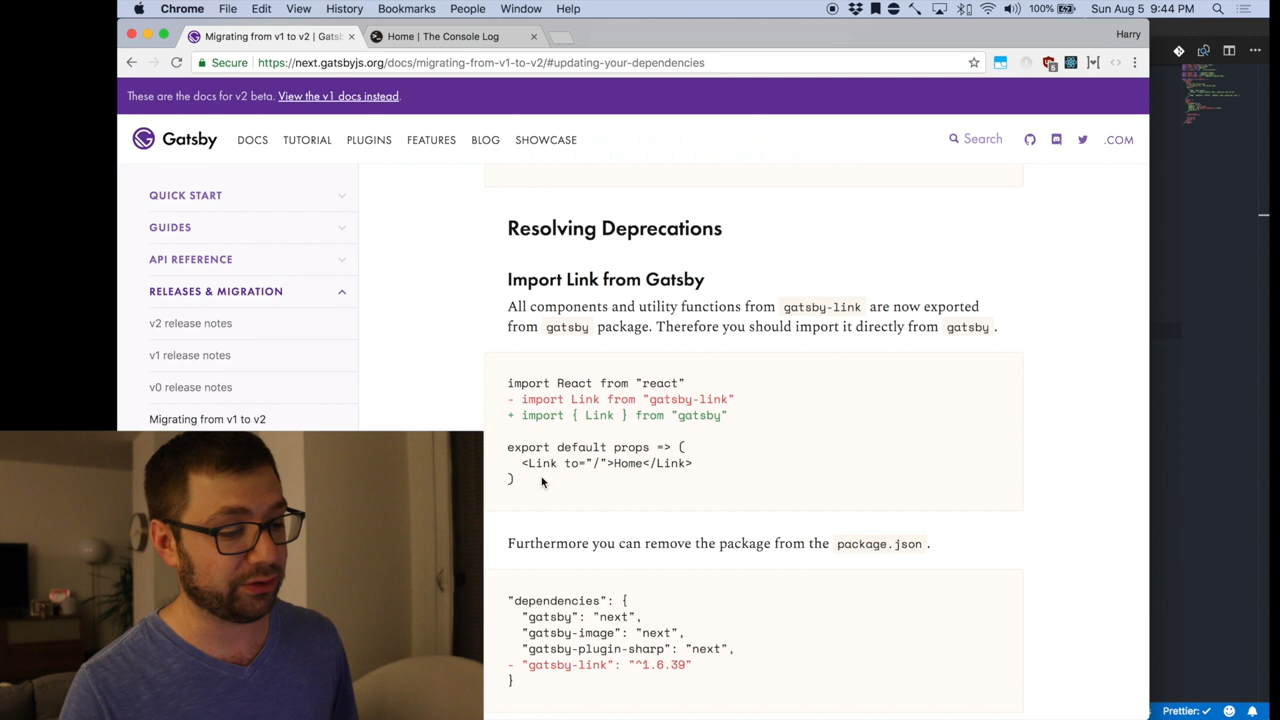 Chrome File Edit View History Bookmarks People Window Help 100% Sun Aug 5 9:44 PM
Migrating from v1 to v2 | Gatsb
Home | The Console Log
Harry
Secure https://next.gatsbyjs.org/docs/migrating-from-v1-to-v2/#updating-your-dependencies
5
These are the docs for v2 beta. View the v1 docs instead.
Gatsby DOCS TUTORIAL PLUGINS FEATURES BLOG SHOWCASE Search .COM
QUICK START
GUIDES
API REFERENCE
RELEASES & MIGRATION
v2 release notes
v1 release notes
v0 release notes
Migrating from v1 to v2
Resolving Deprecations
Import Link from Gatsby
All components and utility functions from gatsby-link are now exported
from gatsby package. Therefore you should import it directly from gatsby .
import React from "react"
- import Link from "gatsby-link"
+ import { Link } from "gatsby"
export default props => (
<Link to="/">Home</Link>
)
Furthermore you can remove the package from the package.json .
"dependencies": {
"gatsby": "next",
"gatsby-image": "next",
"gatsby-plugin-sharp": "next",
- "gatsby-link": "^1.6.39"
}
Prettier: ✓